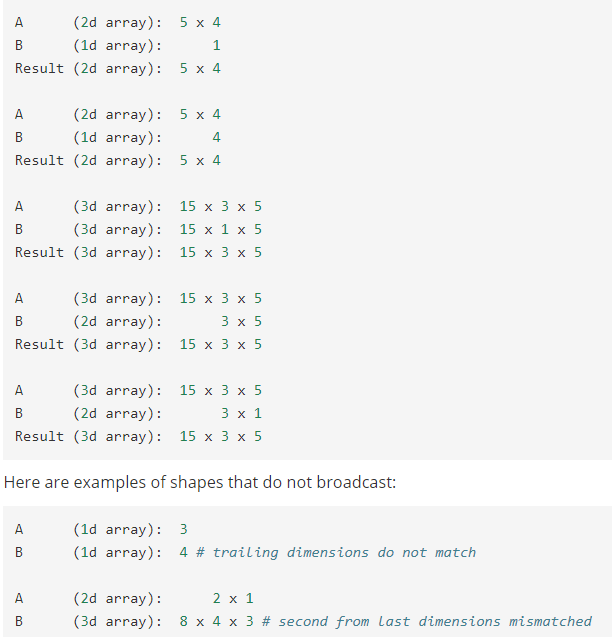 A      (2d array):  5 x 4
B      (1d array):      1
Result (2d array):  5 x 4
A      (2d array):  5 x 4
B      (1d array):      4
Result (2d array):  5 x 4
A      (3d array):  15 x 3 x 5
B      (3d array):  15 x 1 x 5
Result (3d array):  15 x 3 x 5
A      (3d array):  15 x 3 x 5
B      (2d array):       3 x 5
Result (3d array):  15 x 3 x 5
A      (3d array):  15 x 3 x 5
B      (2d array):       3 x 1
Result (3d array):  15 x 3 x 5
Here are examples of shapes that do not broadcast:
A      (1d array):  3
B      (1d array):  4 # trailing dimensions do not match
A      (2d array):      2 x 1
B      (3d array):  8 x 4 x 3 # second from last dimensions mismatched